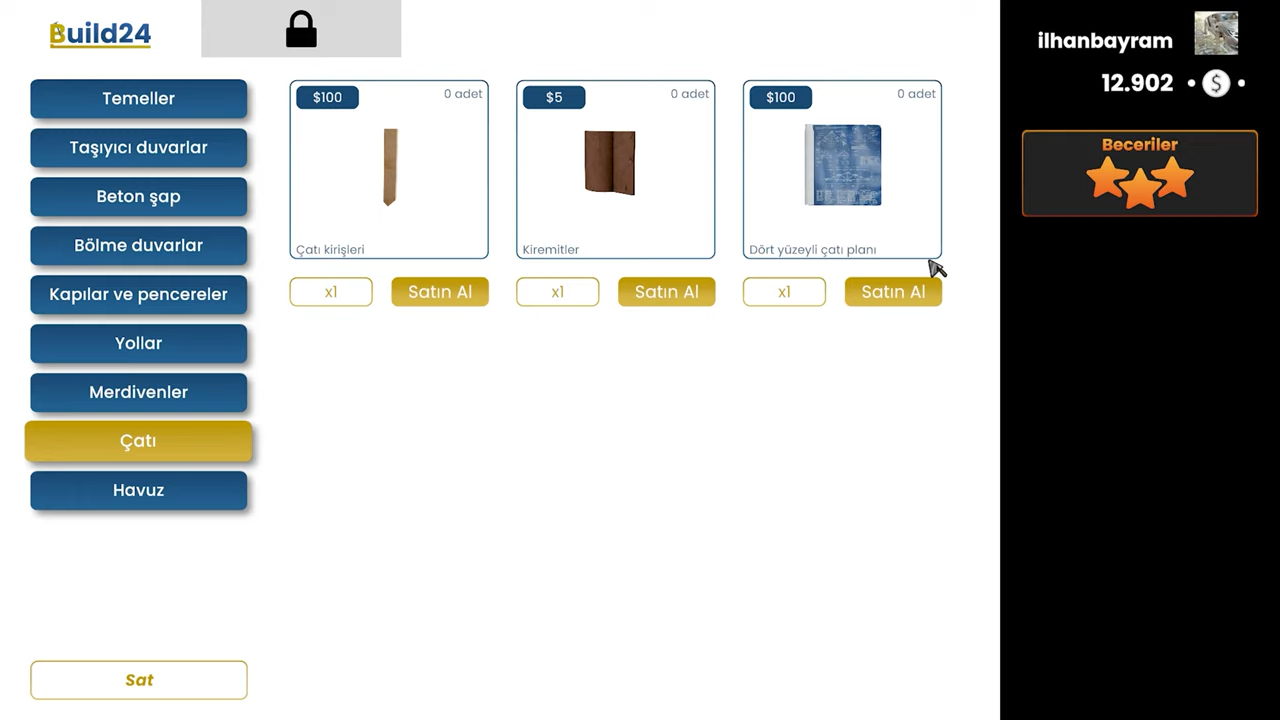 Build24
Temeller
Taşıyıcı duvarlar
Beton şap
Bölme duvarlar
Kapılar ve pencereler
Yollar
Merdivenler
Çatı
Havuz
Sat
$100
0 adet
Çatı kirişleri
x1
Satın Al
$5
0 adet
Kiremitler
x1
Satın Al
$100
0 adet
Dört yüzeyli çatı planı
x1
Satın Al
ilhanbayram
12.902
$
Beceriler